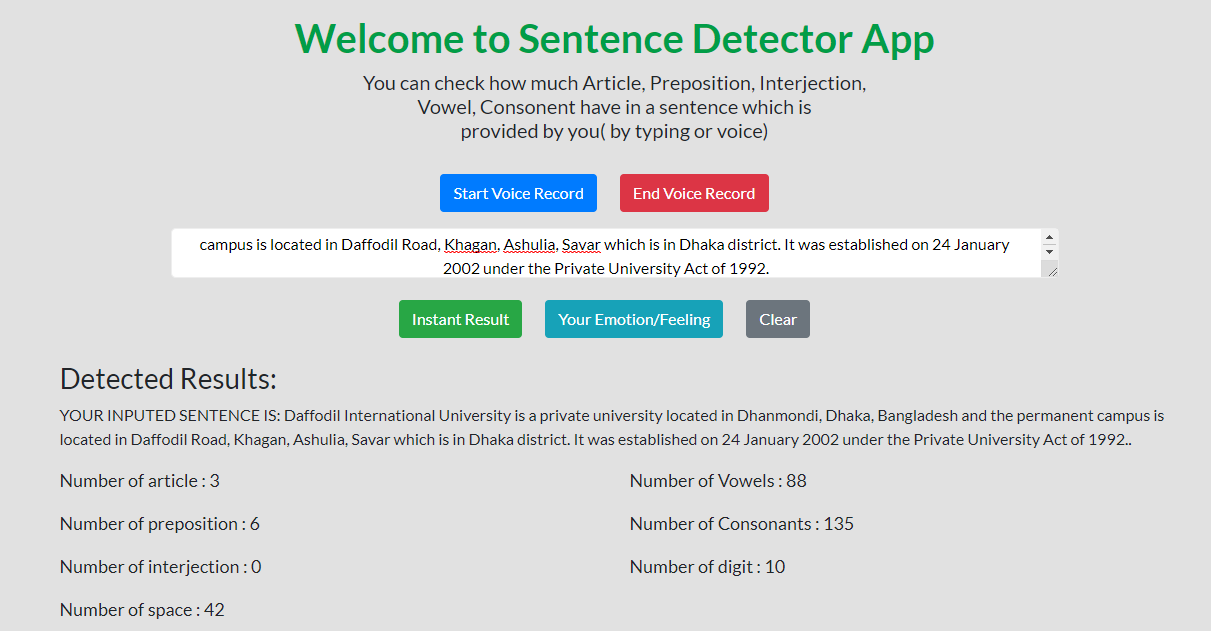 Welcome to Sentence Detector App
You can check how much Article, Preposition, Interjection,
Vowel, Consonent have in a sentence which is
provided by you( by typing or voice)
Start Voice Record
End Voice Record
campus is located in Daffodil Road, Khagan, Ashulia, Savar which is in Dhaka district. It was established on 24 January
2002 under the Private University Act of 1992.
Instant Result
Your Emotion/Feeling
Clear
Detected Results:
YOUR INPUTED SENTENCE IS: Daffodil International University is a private university located in Dhanmondi, Dhaka, Bangladesh and the permanent campus is
located in Daffodil Road, Khagan, Ashulia, Savar which is in Dhaka district. It was established on 24 January 2002 under the Private University Act of 1992..
Number of article : 3
Number of Vowels : 88
Number of preposition : 6
Number of Consonants : 135
Number of interjection : 0
Number of digit : 10
Number of space : 42